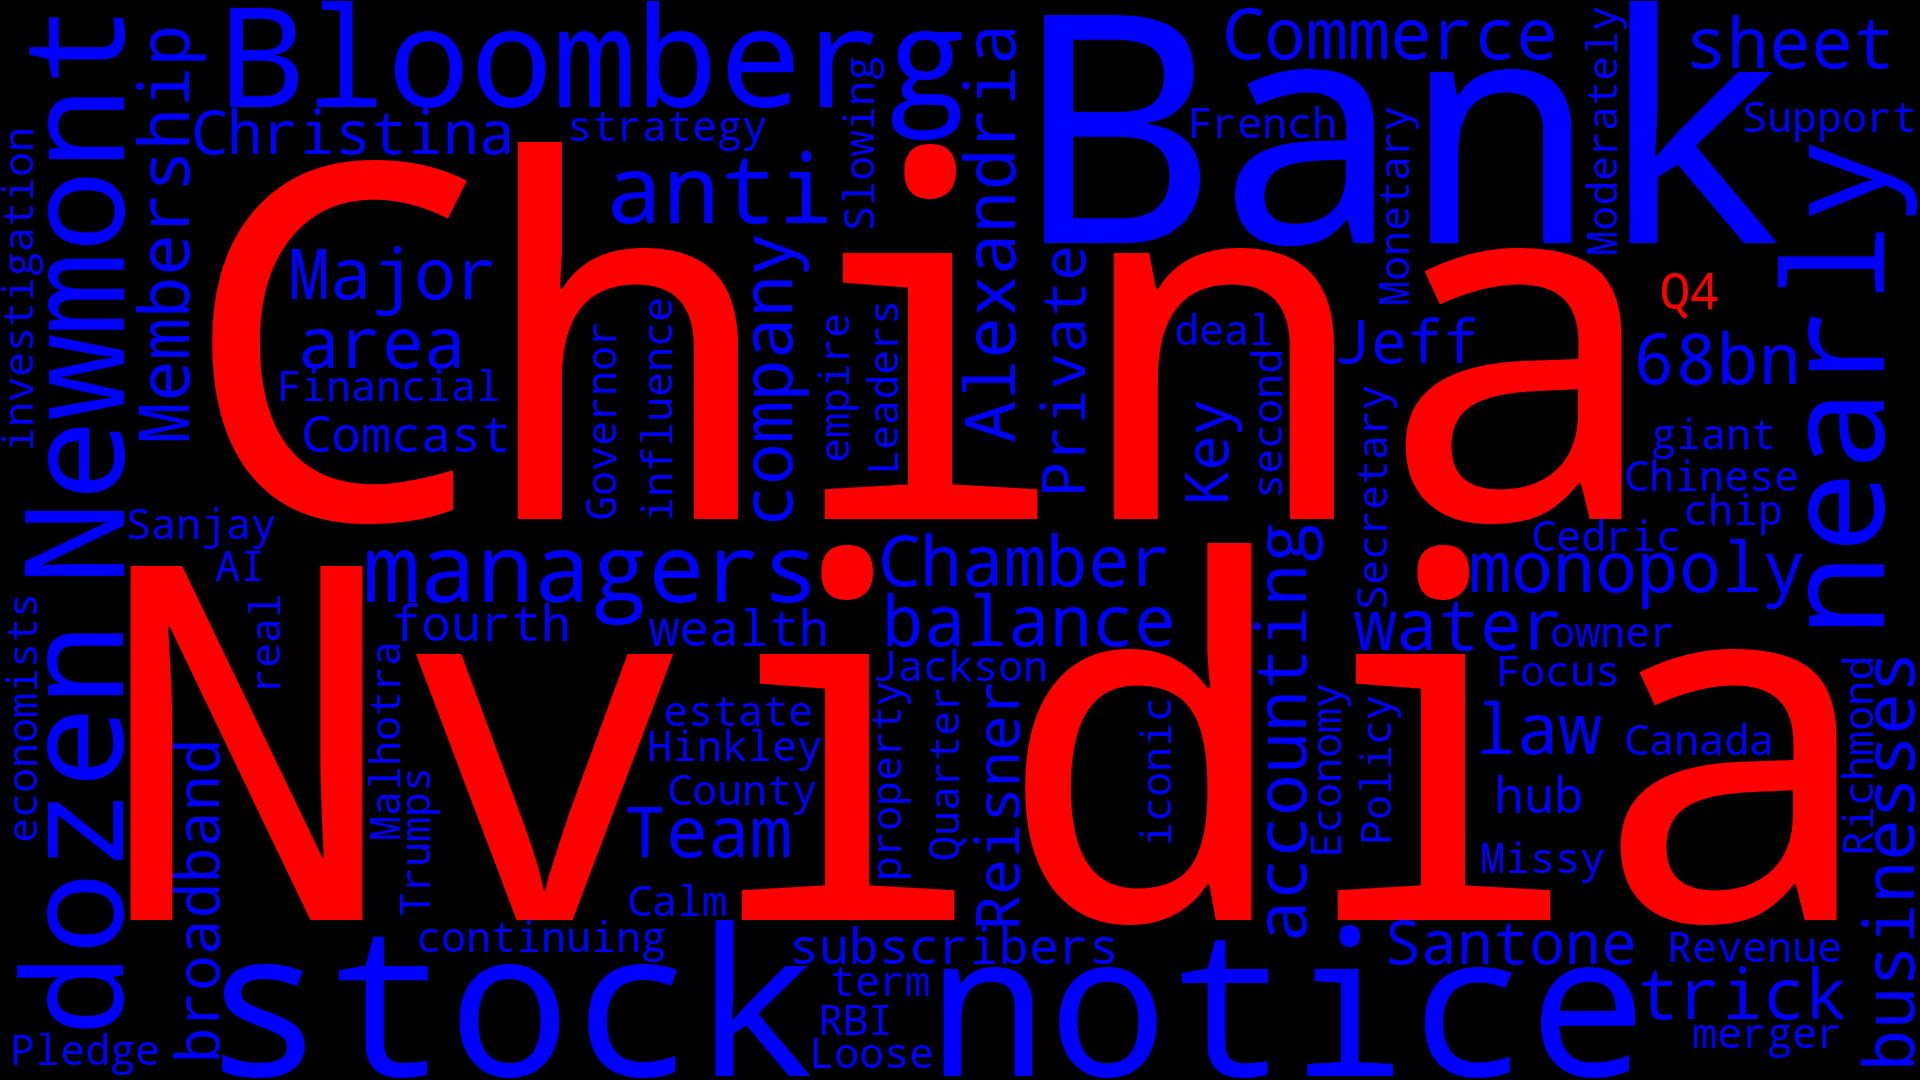 Bloomberg
Bank
Commerce
sheet
Newmont
Membership
Christina
strategy
Slowing
Alexandria
French
Monetary
Moderately
Support
investigation
anti
China
nearly
Major
area
Financial
Comcast
Governor
influence
company
empire
Leaders
Private
deal
Key
second
Jeff
Secretary
Q4
68bn
giant
Chinese
chip
Sanjay
AI
managers
Chamber
Cedric
monopoly
dozen
economists
real
fourth
wealth
balance
accounting
water
owner
Nvidia
Malhotra
Trumps
Jackson
estate
Hinkley
County
Team
Calm
property
Quarter
Reisner
iconic
Economy
Policy
Focus
law
Canada
hub
Missy
Richmond
businesses
broadband
continuing
subscribers
Santone
Revenue
stock
term
RBI
Loose
notice
trick
merger
Pledge